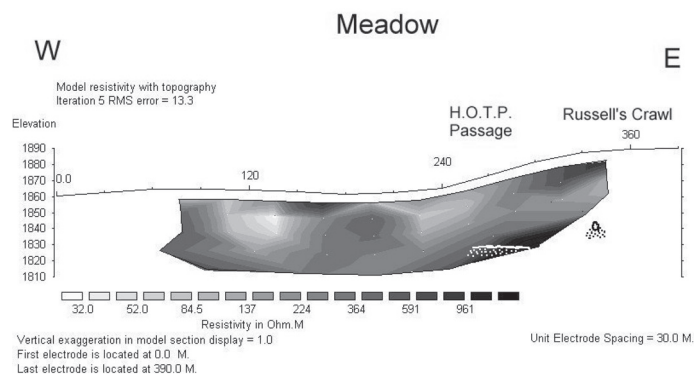 Meadow
W
E
Model resistivity with topography
Iteration 5 RMS error = 13.3
H.O.T.P.
Passage
Russell's Crawl
Elevation
0.0
120
240
360
1890
1880
1870
1860
1850
1840
1830
1820
1810
32.0 52.0 84.5 137 224 364 591 961
Resistivity in Ohm.M
Vertical exaggeration in model section display = 1.0
First electrode is located at 0.0 M.
Last electrode is located at 390.0 M.
Unit Electrode Spacing = 30.0 M.